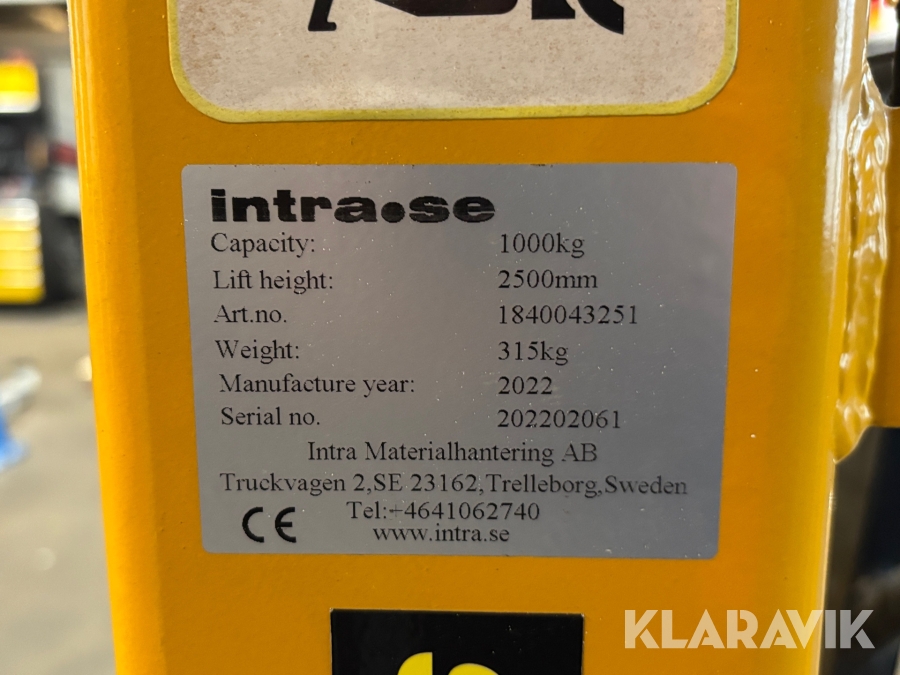 intra.se
Capacity: 1000kg
Lift height: 2500mm
Art.no. 1840043251
Weight: 315kg
Manufacture year: 2022
Serial no. 202202061
Intra Materialhantering AB
Truckvagen 2,SE 23162,Trelleborg,Sweden
Tel:+4641062740
www.intra.se
CE
KLARAVIK